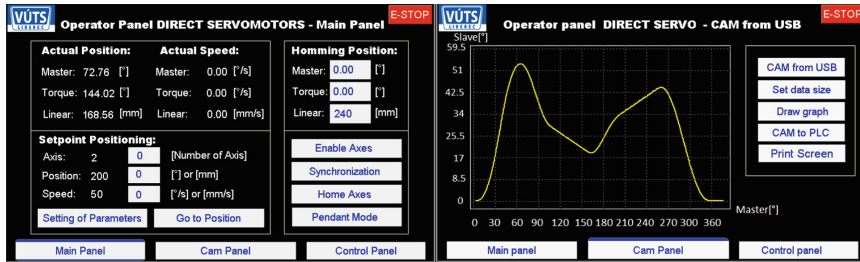 VÚTS
LIBEREC
Operator Panel DIRECT SERVOMOTORS - Main Panel
E-STOP
Actual Position: Actual Speed:
Master: 72.76 [°] Master: 0.00 [°/s]
Torque: 144.02 [°] Torque: 0.00 [°/s]
Linear: 168.56 [mm] Linear: 0.00 [mm/s]
Homming Position:
Master: 0.00 [°]
Torque: 0.00 [°]
Linear: 240 [mm]
Setpoint Positioning:
Axis: 2 0 [Number of Axis]
Position: 200 0 [°] or [mm]
Speed: 50 0 [°/s] or [mm/s]
Setting of Parameters Go to Position
Enable Axes
Synchronization
Home Axes
Pendant Mode
Main Panel Cam Panel Control Panel
VÚTS
LIBEREC
Operator panel DIRECT SERVO - CAM from USB
E-STOP
Slave[°]
59.5
51
42.5
34
25.5
17
8.5
0
0 30 60 90 120 150 180 210 240 270 300 360
Master[°]
CAM from USB
Set data size
Draw graph
CAM to PLC
Print Screen
Main panel Cam Panel Control panel